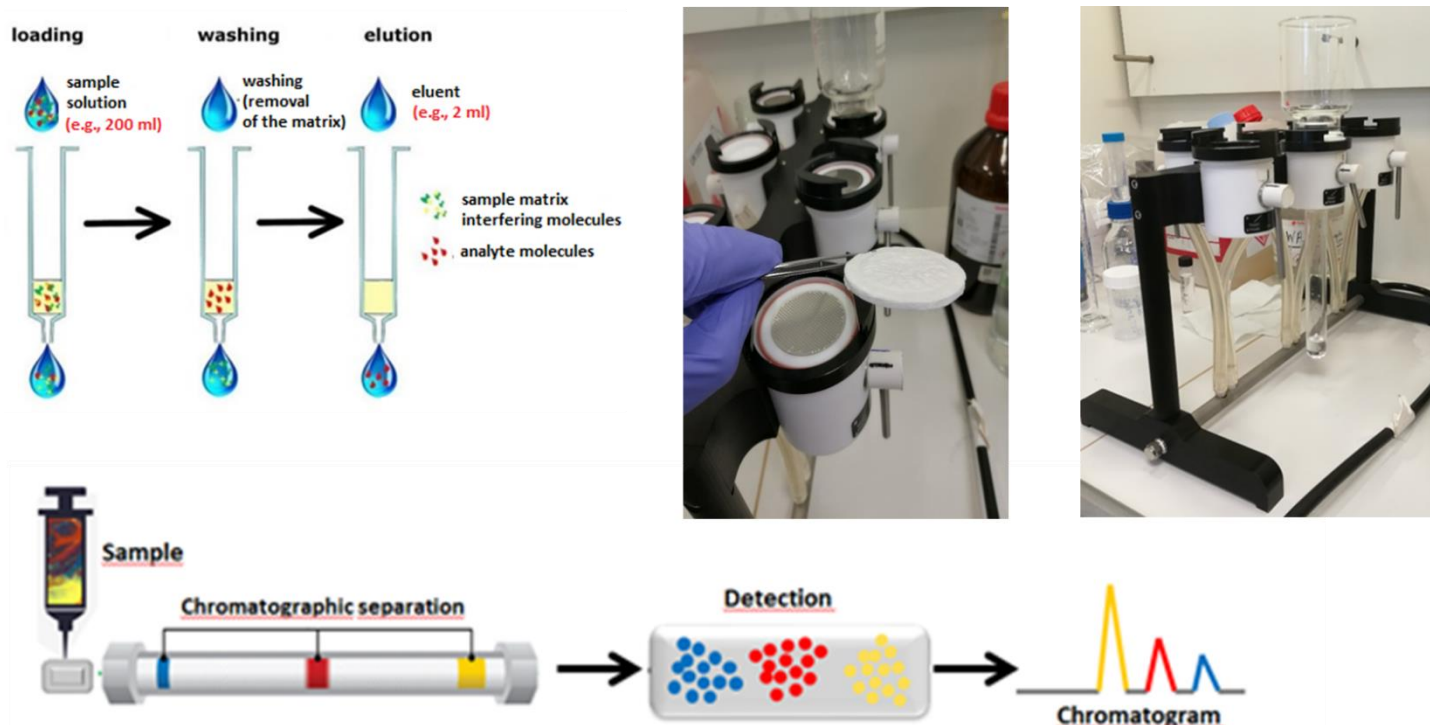 loading
washing
elution
sample
solution
(e.g., 200 ml)
washing
(removal
of the matrix)
eluent
(e.g., 2 ml)
sample matrix
interfering molecules
analyte molecules
Sample
Chromatographic separation
Detection
Chromatogram